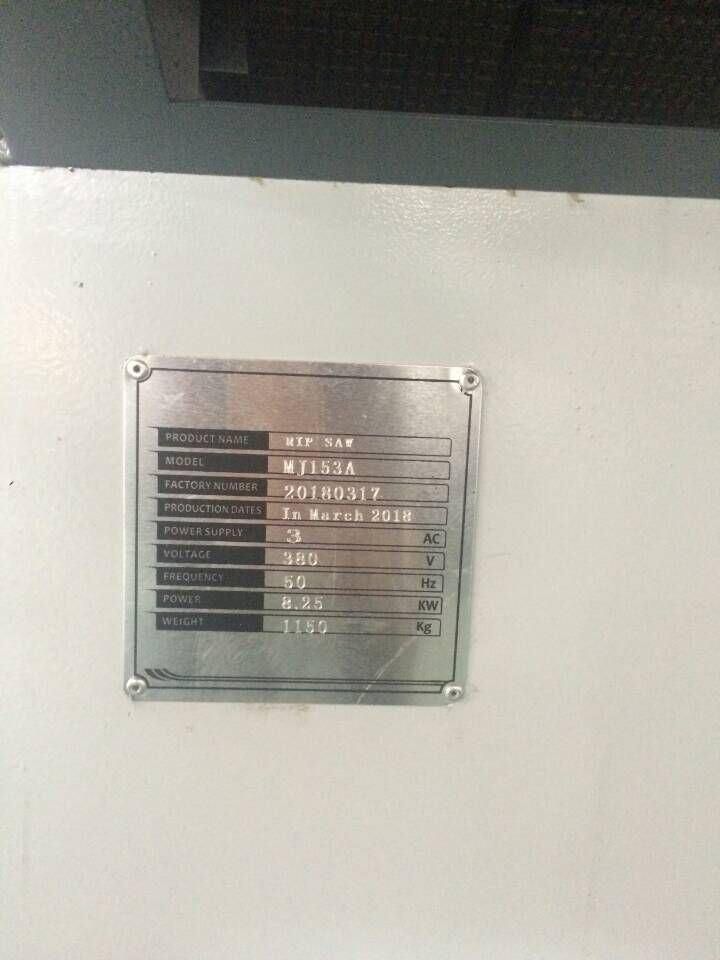 PRODUCT NAME RIP SAW
MODEL MJ153A
FACTORY NUMBER 20180317
PRODUCTION DATES In March 2018
POWER SUPPLY 3 AC
VOLTAGE 380 V
FREQUENCY 50 Hz
POWER 8.25 KW
WEIGHT 1150 Kg